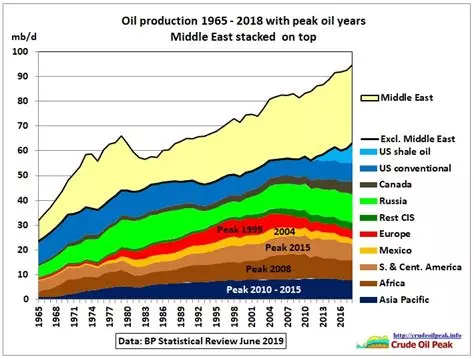 Oil production 1965 - 2018 with peak oil years
Middle East stacked on top
mb/d
100
90
80
70
60
50
40
30
20
10
0
Middle East
Excl. Middle East
US shale oil
US conventional
Canada
Russia
Rest CIS
Europe
Mexico
S. & Cent. America
Africa
Asia Pacific
Peak 1999
2004
Peak 2015
Peak 2008
Peak 2010 - 2015
1965
1968
1971
1974
1977
1980
1983
1986
1989
1992
1995
1998
2001
2004
2007
2010
2013
2016
Data: BP Statistical Review June 2019
http://crudeoilpeak.info
Crude Oil Peak